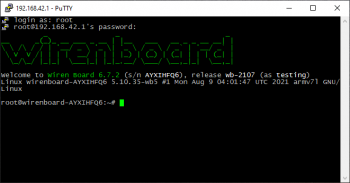 192.168.42.1 - PuTTY
login as: root
root@192.168.42.1's password:
wirenboard
Welcome to Wiren Board 6.7.2 (s/n AYXIHFQ6), release wb-2107 (as testing)
Linux wirenboard-AYXIHFQ6 5.10.35-wb5 #1 Mon Aug 9 04:01:47 UTC 2021 armv7l GNU/
Linux
root@wirenboard-AYXIHFQ6:~#